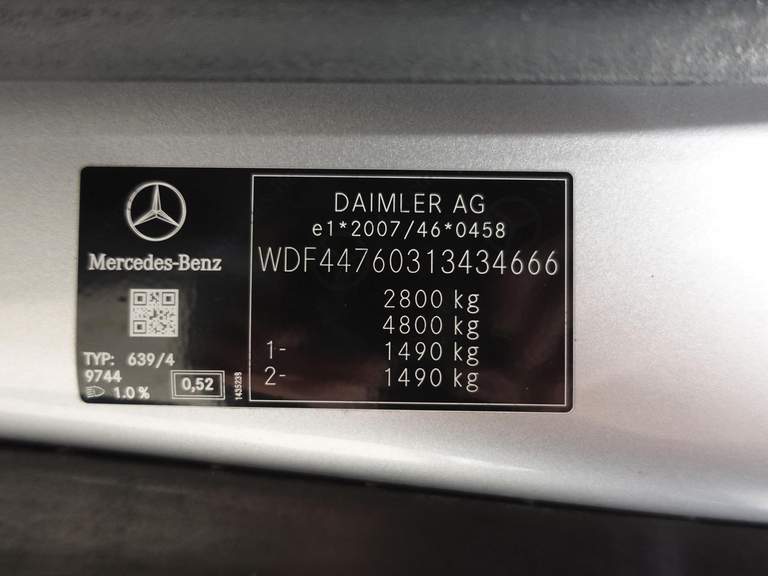 Mercedes-Benz
TYP: 639/4
9744
1.0 %
0,52
1435239
DAIMLER AG
e1*2007/46*0458
WDF44760313434666
2800 kg
4800 kg
1- 1490 kg
2- 1490 kg